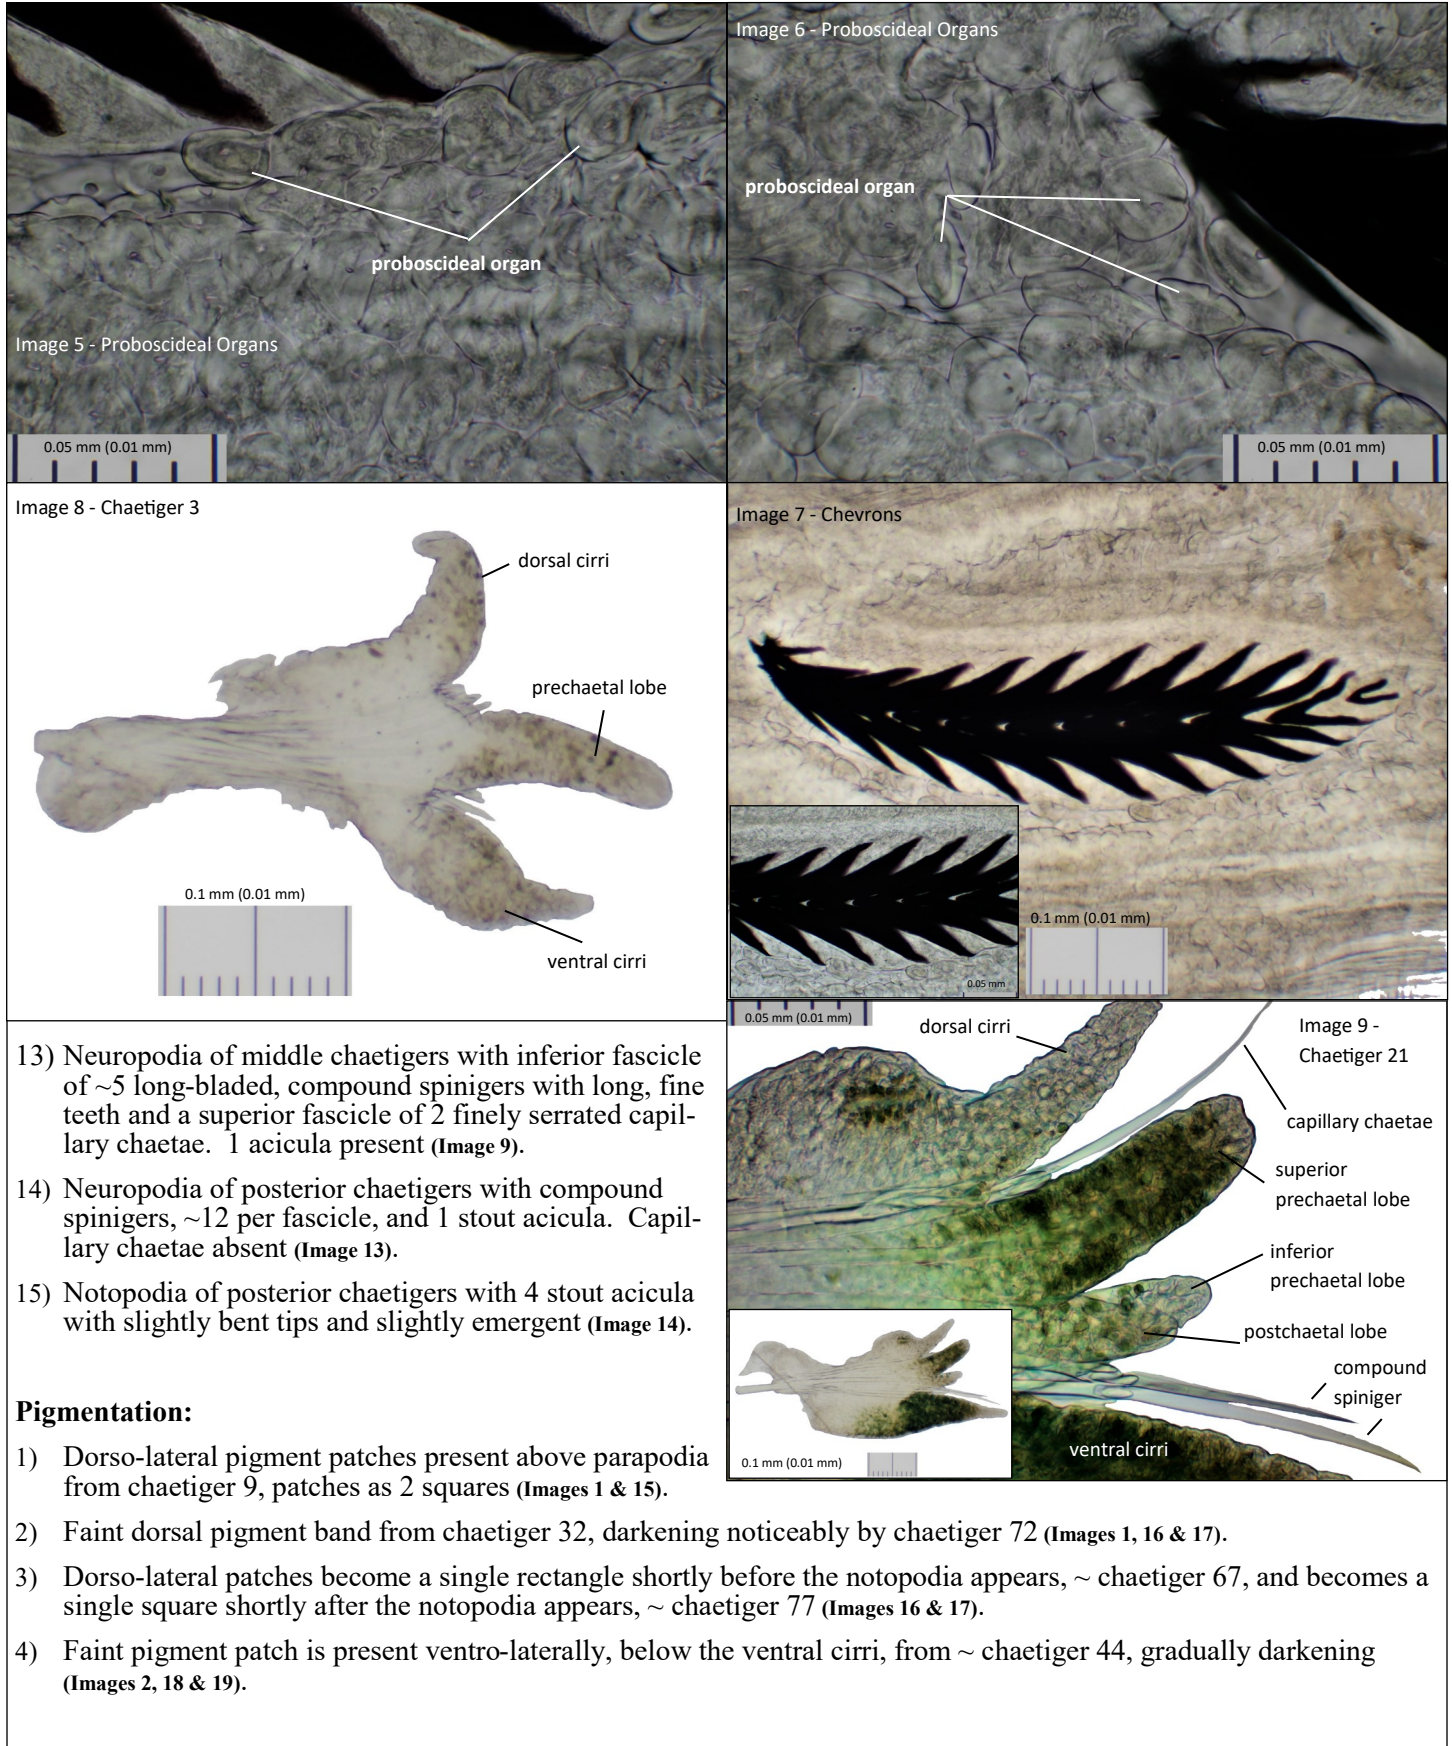 Image 5 - Proboscideal Organs
proboscideal organ
0.05 mm (0.01 mm)
Image 6 - Proboscideal Organs
proboscideal organ
0.05 mm (0.01 mm)
Image 8 - Chaetiger 3
dorsal cirri
prechaetal lobe
ventral cirri
0.1 mm (0.01 mm)
Image 7 - Chevrons
0.05 mm
0.1 mm (0.01 mm)
Image 9 -
Chaetiger 21
0.05 mm (0.01 mm)
dorsal cirri
capillary chaetae
superior
prechaetal lobe
inferior
prechaetal lobe
postchaetal lobe
compound
spiniger
ventral cirri
0.1 mm (0.01 mm)
13) Neuropodia of middle chaetigers with inferior fascicle
of ~5 long-bladed, compound spinigers with long, fine
teeth and a superior fascicle of 2 finely serrated capil-
lary chaetae. 1 acicula present (Image 9).
14) Neuropodia of posterior chaetigers with compound
spinigers, ~12 per fascicle, and 1 stout acicula. Capil-
lary chaetae absent (Image 13).
15) Notopodia of posterior chaetigers with 4 stout acicula
with slightly bent tips and slightly emergent (Image 14).
Pigmentation:
1) Dorso-lateral pigment patches present above parapodia
from chaetiger 9, patches as 2 squares (Images 1 & 15).
2) Faint dorsal pigment band from chaetiger 32, darkening noticeably by chaetiger 72 (Images 1, 16 & 17).
3) Dorso-lateral patches become a single rectangle shortly before the notopodia appears, ~ chaetiger 67, and becomes a
single square shortly after the notopodia appears, ~ chaetiger 77 (Images 16 & 17).
4) Faint pigment patch is present ventro-laterally, below the ventral cirri, from ~ chaetiger 44, gradually darkening
(Images 2, 18 & 19).